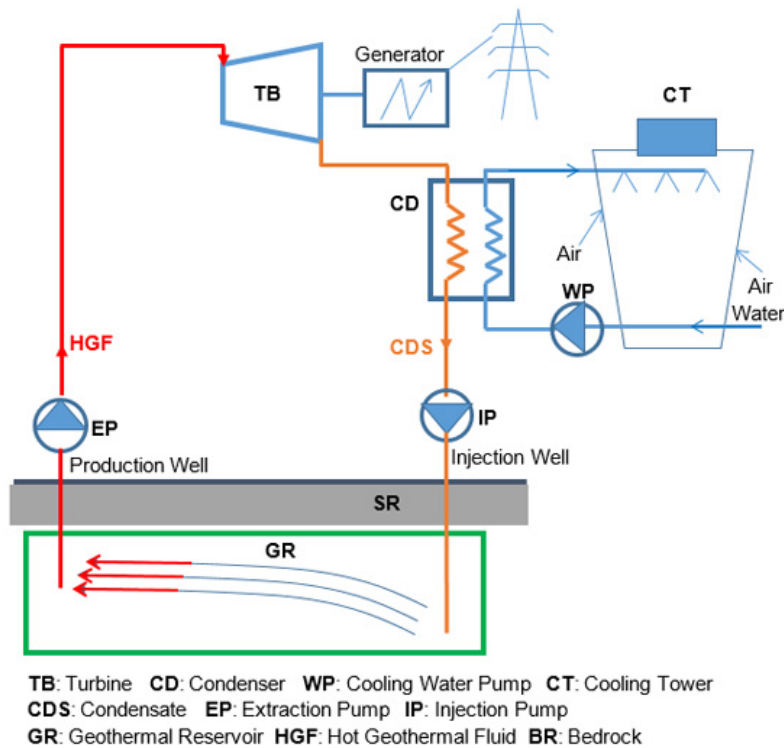 Generator
TB
CT
CD
Air
WP
Air
Water
HGF
CDS
EP
IP
Production Well
Injection Well
SR
GR
TB: Turbine CD: Condenser WP: Cooling Water Pump CT: Cooling Tower
CDS: Condensate EP: Extraction Pump IP: Injection Pump
GR: Geothermal Reservoir HGF: Hot Geothermal Fluid BR: Bedrock